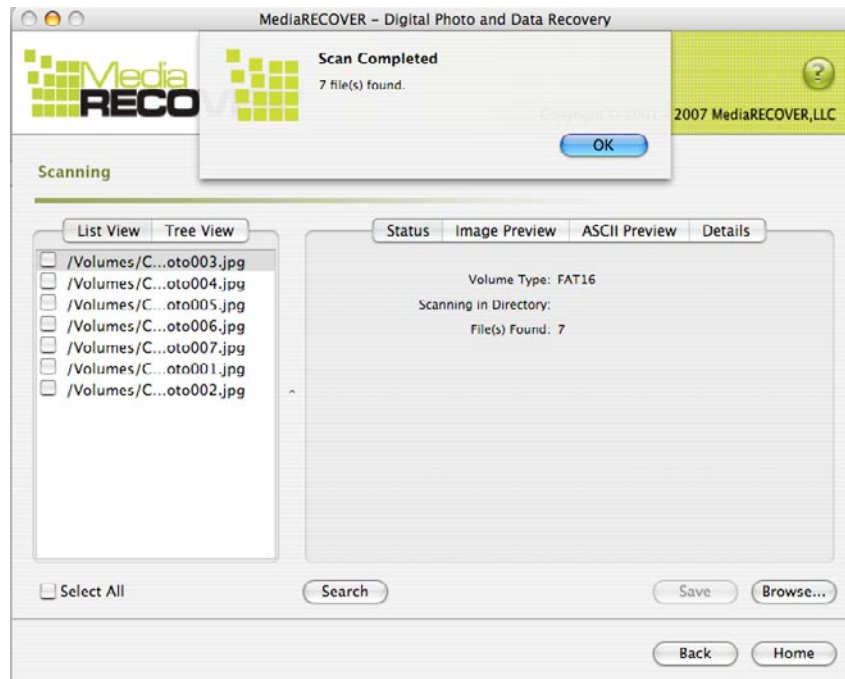 MediaRECOVER – Digital Photo and Data Recovery
Media
RECOVER
Scan Completed
7 file(s) found.
Copyright © 2001 - 2007 MediaRECOVER,LLC
?
OK
Scanning
List View Tree View
Status Image Preview ASCII Preview Details
/Volumes/C...oto003.jpg
/Volumes/C...oto004.jpg
/Volumes/C...oto005.jpg
/Volumes/C...oto006.jpg
/Volumes/C...oto007.jpg
/Volumes/C...oto001.jpg
/Volumes/C...oto002.jpg
Volume Type: FAT16
Scanning in Directory:
File(s) Found: 7
Select All
Search
Save
Browse...
Back
Home